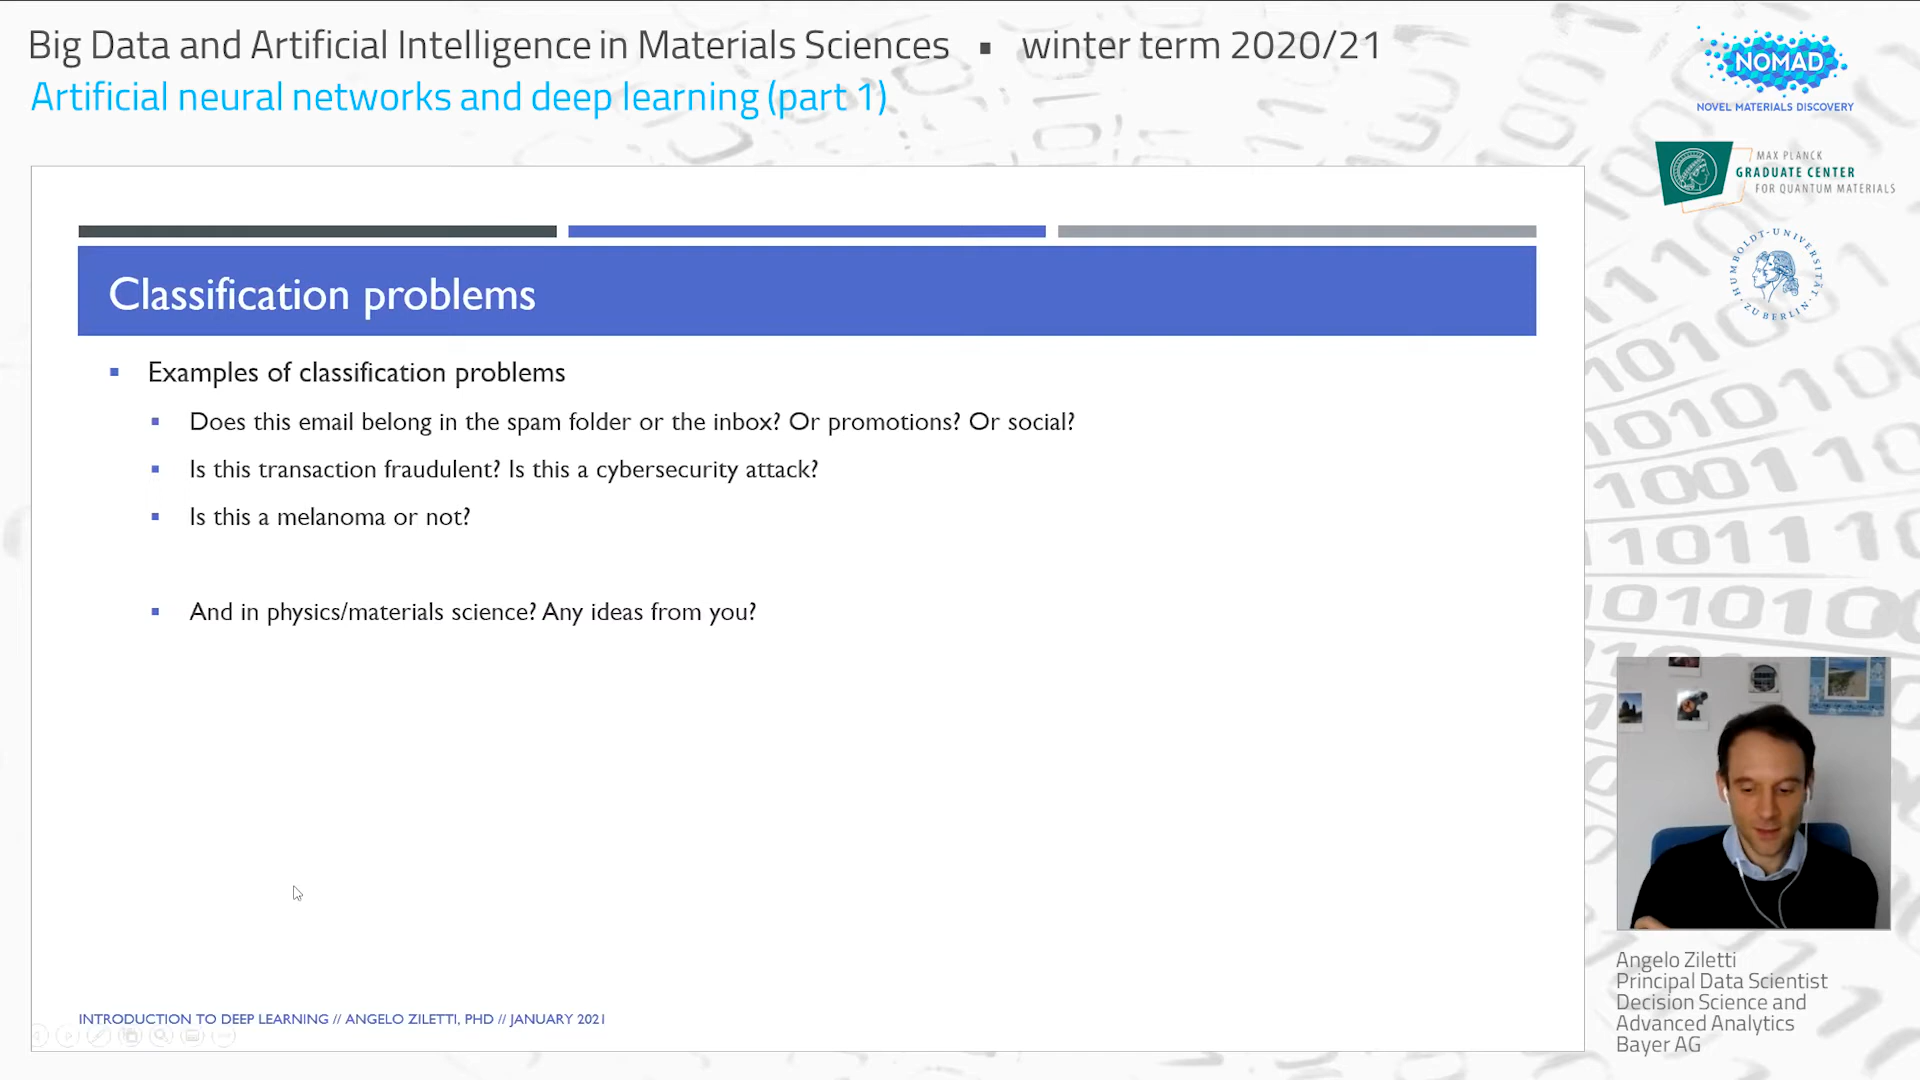 Big Data and Artificial Intelligence in Materials Sciences ▪ winter term 2020/21
Artificial neural networks and deep learning (part 1)
NOMAD
NOVEL MATERIALS DISCOVERY
MAX PLANCK
GRADUATE CENTER
FOR QUANTUM MATERIALS
HUMBOLDT-UNIVERSITÄT
ZU BERLIN
Classification problems
Examples of classification problems
Does this email belong in the spam folder or the inbox? Or promotions? Or social?
Is this transaction fraudulent? Is this a cybersecurity attack?
Is this a melanoma or not?
And in physics/materials science? Any ideas from you?
INTRODUCTION TO DEEP LEARNING // ANGELO ZILETTI, PHD // JANUARY 2021
Angelo Ziletti
Principal Data Scientist
Decision Science and
Advanced Analytics
Bayer AG